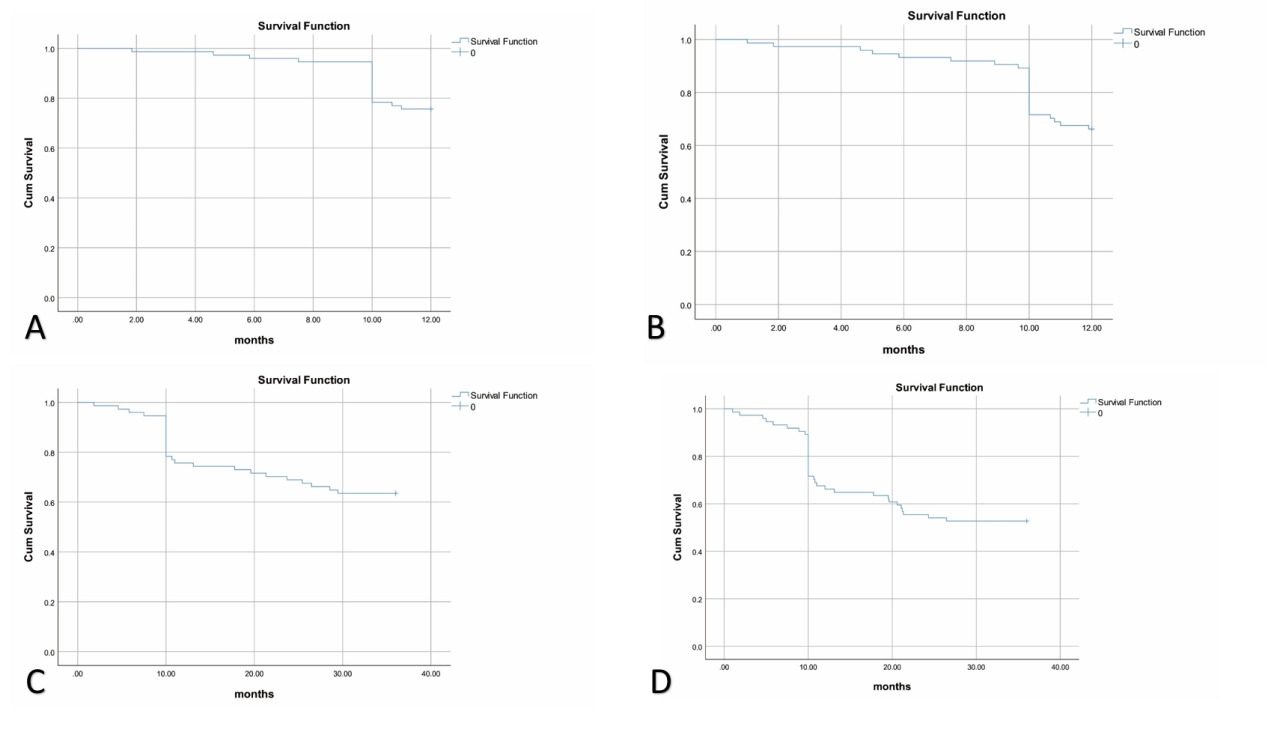 Survival Function
Survival Function
0
1.0
0.8
0.6
0.4
0.2
0.0
Cum Survival
.00 2.00 4.00 6.00 8.00 10.00 12.00
months
A
Survival Function
Survival Function
0
1.0
0.8
0.6
0.4
0.2
0.0
Cum Survival
.00 2.00 4.00 6.00 8.00 10.00 12.00
months
B
Survival Function
Survival Function
0
1.0
0.8
0.6
0.4
0.2
0.0
Cum Survival
.00 10.00 20.00 30.00 40.00
months
C
Survival Function
Survival Function
0
1.0
0.8
0.6
0.4
0.2
0.0
Cum Survival
.00 10.00 20.00 30.00 40.00
months
D